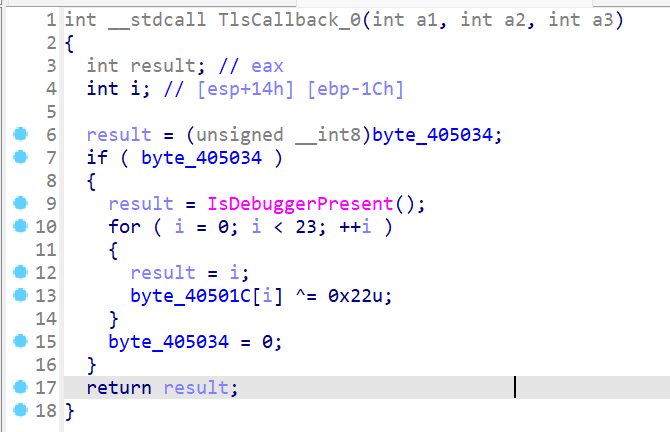 1 int __stdcall TlsCallback_0(int a1, int a2, int a3)
2 {
3   int result; // eax
4   int i; // [esp+14h] [ebp-1Ch]
5
6   result = (unsigned __int8)byte_405034;
7   if ( byte_405034 )
8   {
9     result = IsDebuggerPresent();
10     for ( i = 0; i < 23; ++i )
11     {
12       result = i;
13       byte_40501C[i] ^= 0x22u;
14     }
15     byte_405034 = 0;
16   }
17   return result;
18 }